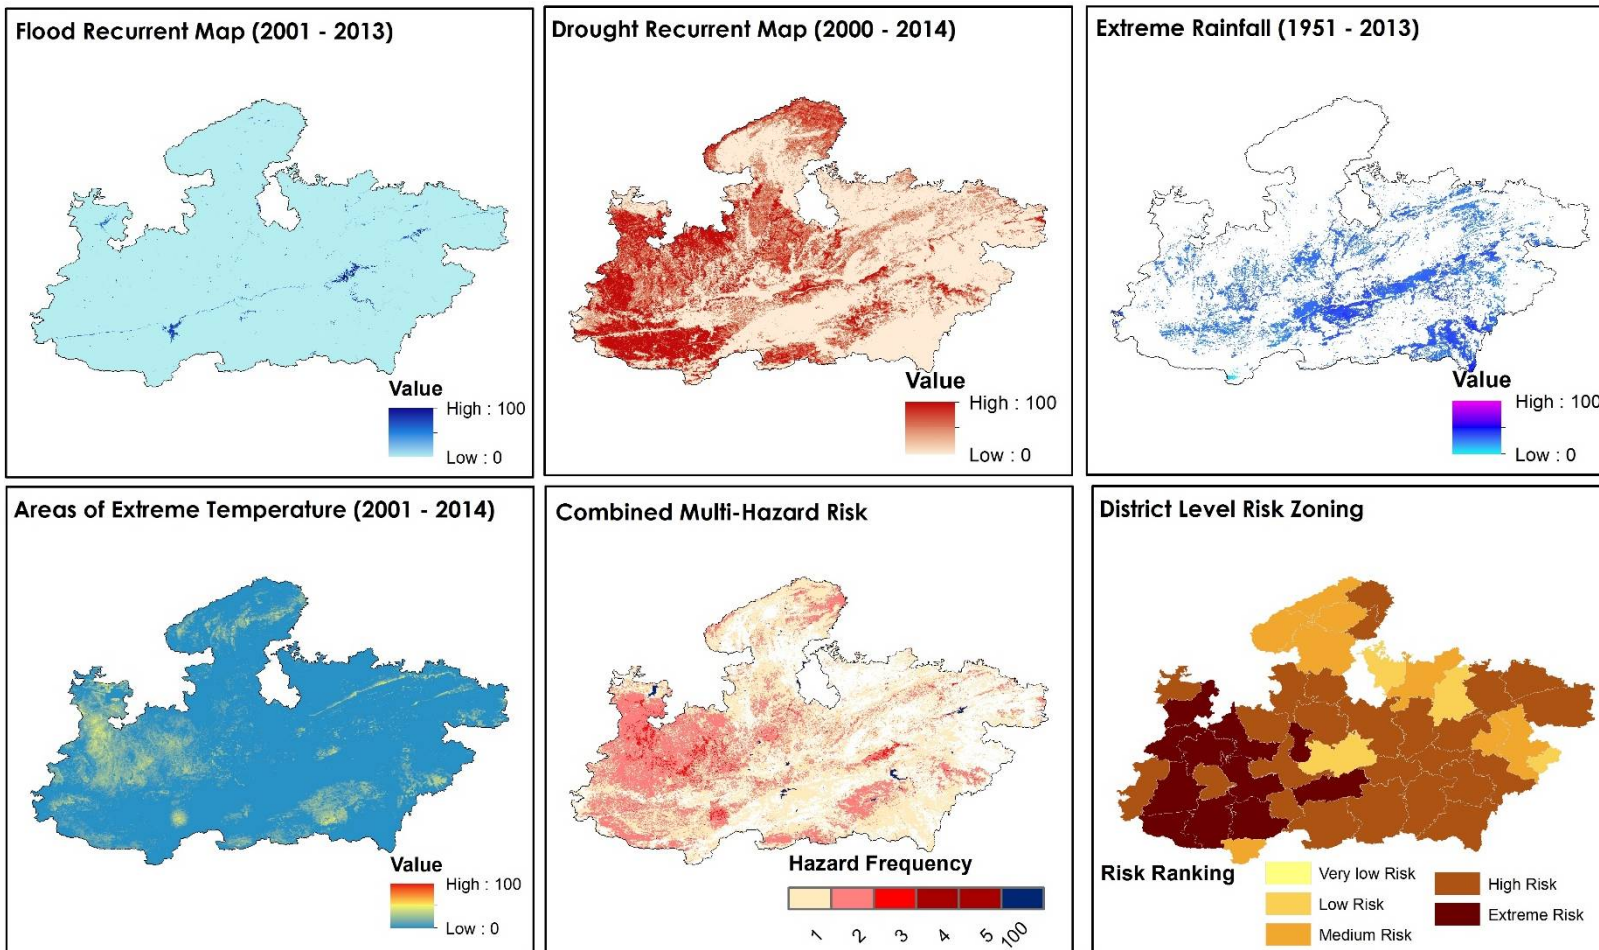 Flood Recurrent Map (2001 - 2013)
Value
High : 100
Low : 0
Drought Recurrent Map (2000 - 2014)
Value
High : 100
Low : 0
Extreme Rainfall (1951 - 2013)
Value
High : 100
Low : 0
Areas of Extreme Temperature (2001 - 2014)
Value
High : 100
Low : 0
Combined Multi-Hazard Risk
Hazard Frequency
1 2 3 4 5 100
District Level Risk Zoning
Risk Ranking
Very low Risk
Low Risk
Medium Risk
High Risk
Extreme Risk